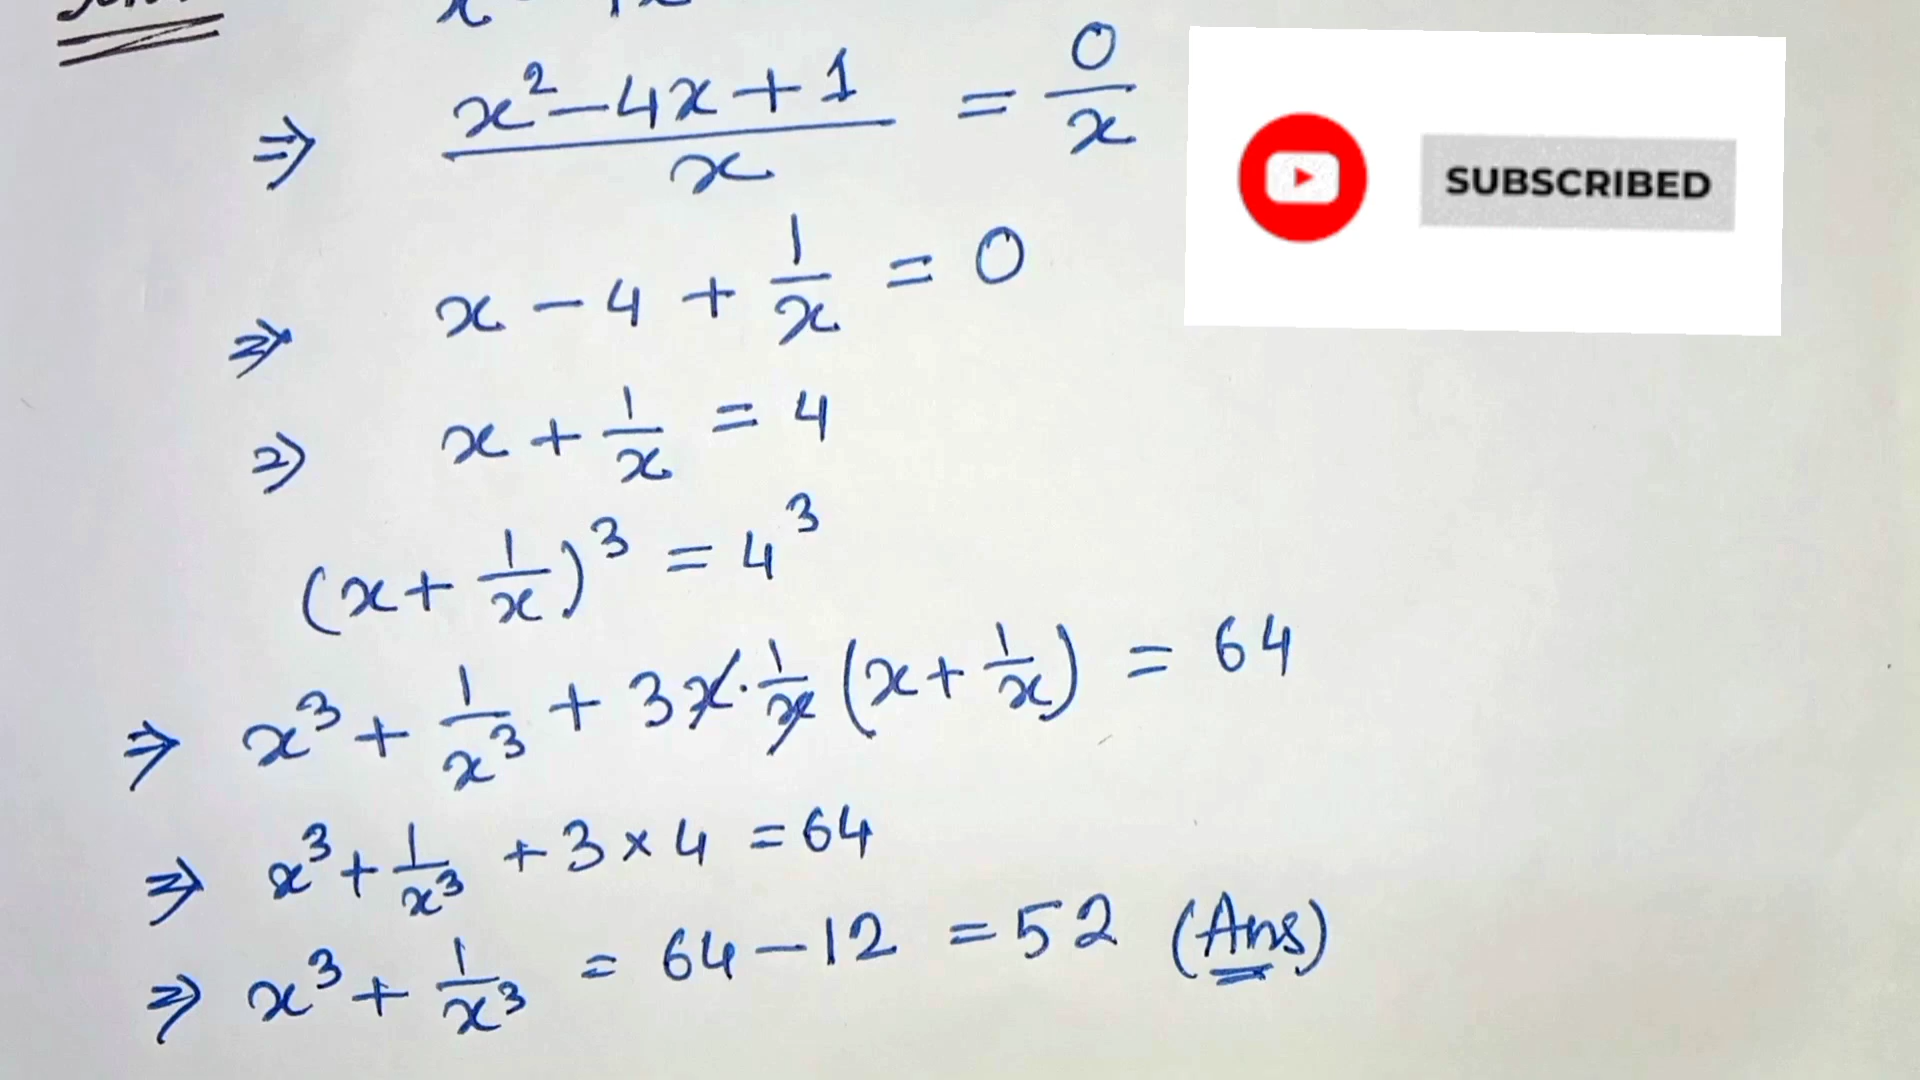 ⇒ (x² - 4x + 1)/x = 0/x
SUBSCRIBED
⇒ x - 4 + 1/x = 0
⇒ x + 1/x = 4
(x + 1/x)³ = 4³
⇒ x³ + 1/x³ + 3x · 1/x (x + 1/x) = 64
⇒ x³ + 1/x³ + 3 × 4 = 64
⇒ x³ + 1/x³ = 64 - 12 = 52 (Ans)